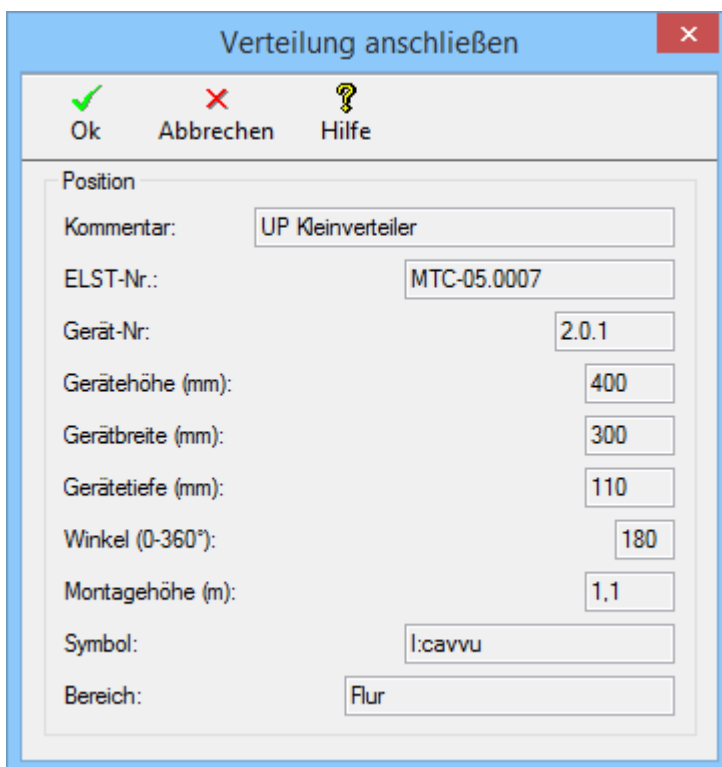 Verteilung anschließen
Ok Abbrechen Hilfe
Position
Kommentar: UP Kleinverteiler
ELST-Nr.: MTC-05.0007
Gerät-Nr: 2.0.1
Gerätehöhe (mm): 400
Gerätbreite (mm): 300
Gerätetiefe (mm): 110
Winkel (0-360°): 180
Montagehöhe (m): 1,1
Symbol: I:cavvu
Bereich: Flur